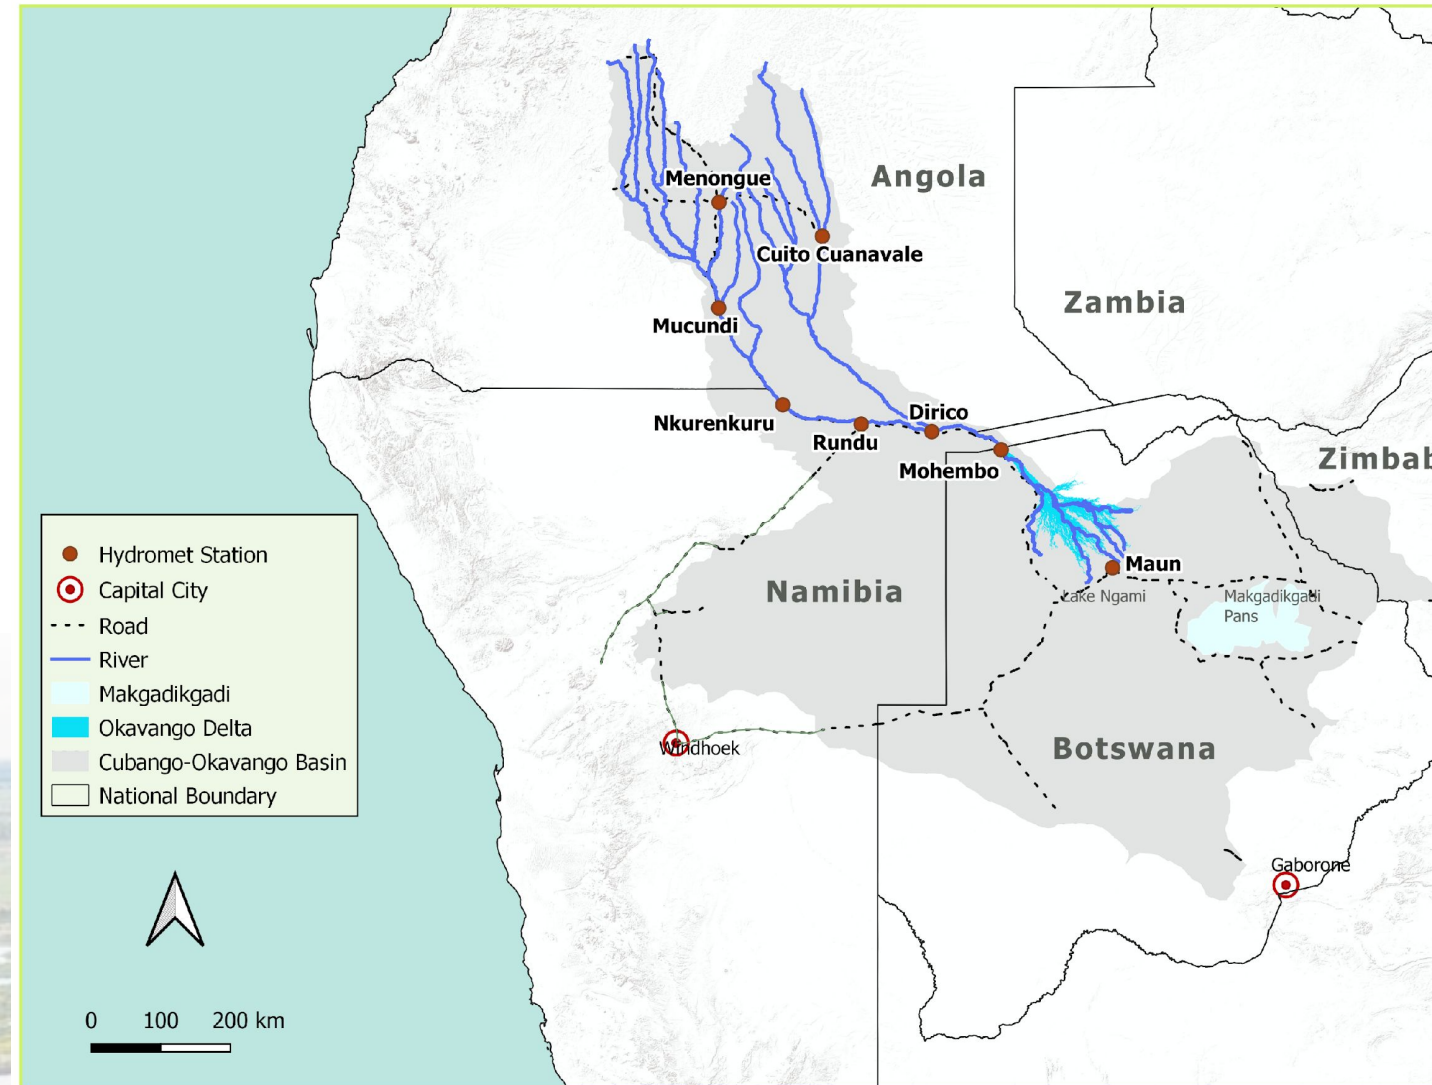 Menongue
Angola
Cuito Cuanavale
Zambia
Mucundi
Dirico
Nkurenkuru
Rundu
Zimbab
Mohembo
Maun
Namibia
Lake Ngami
Makgadikgadi
Pans
Windhoek
Botswana
Gaborone
Hydromet Station
Capital City
Road
River
Makgadikgadi
Okavango Delta
Cubango-Okavango Basin
National Boundary
0 100 200 km